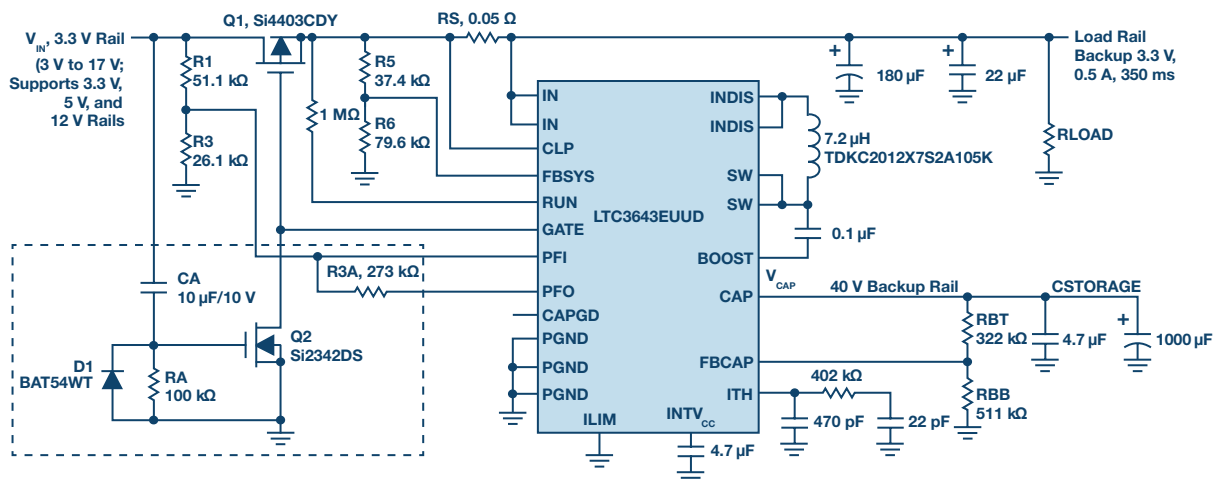 Q1, Si4403CDY
RS, 0.05 Ω
VIN, 3.3 V Rail
(3 V to 17 V;
Supports 3.3 V,
5 V, and
12 V Rails
R1
51.1 kΩ
R3
26.1 kΩ
1 MΩ
R5
37.4 kΩ
R6
79.6 kΩ
+
180 µF
+
22 µF
Load Rail
Backup 3.3 V,
0.5 A, 350 ms
RLOAD
IN
IN
CLP
FBSYS
RUN
GATE
PFI
PFO
CAPGD
PGND
PGND
PGND
ILIM
INTVCC
LTC3643EUUD
INDIS
INDIS
SW
SW
BOOST
CAP
FBCAP
ITH
7.2 µH
TDKC2012X7S2A105K
0.1 µF
VCAP
40 V Backup Rail
CSTORAGE
RBT
322 kΩ
4.7 µF
+
1000 µF
RBB
511 kΩ
402 kΩ
470 pF
22 pF
4.7 µF
R3A, 273 kΩ
CA
10 µF/10 V
Q2
Si2342DS
D1
BAT54WT
RA
100 kΩ